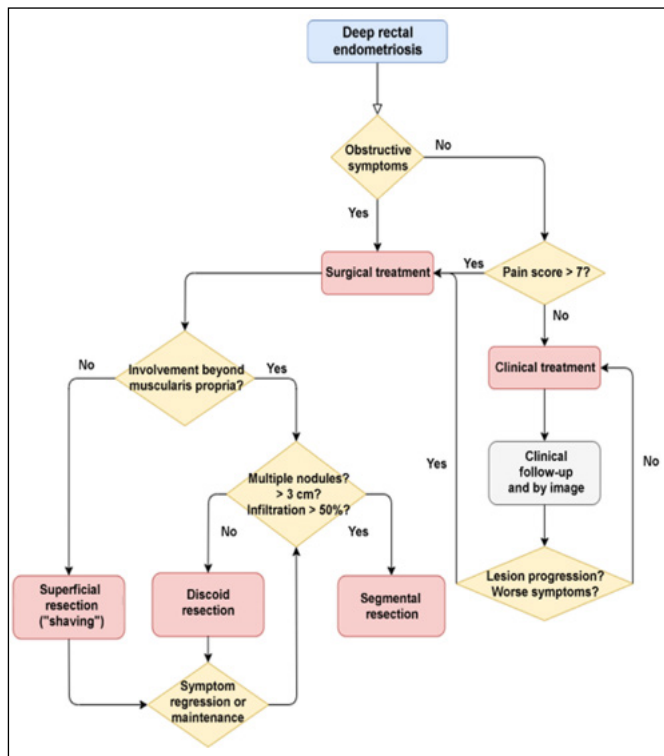 Deep rectal
endometriosis
Obstructive
symptoms
No
Yes
Surgical treatment
Yes
Pain score > 7?
No
No
Involvement beyond
muscularis propria?
Yes
Clinical treatment
Multiple nodules?
> 3 cm?
Infiltration > 50%?
Yes
Clinical
follow-up
and by image
No
No
Yes
Superficial
resection
("shaving")
Discoid
resection
Segmental
resection
Lesion progression?
Worse symptoms?
Symptom
regression or
maintenance